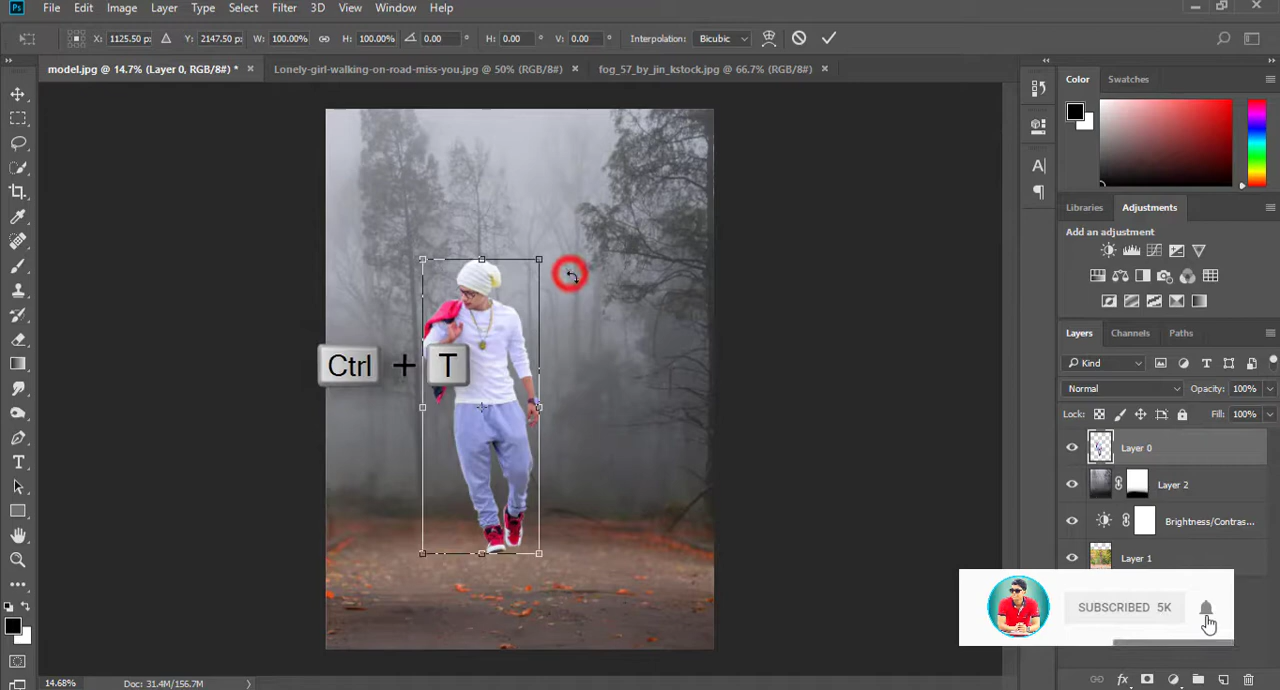 Ps File Edit Image Layer Type Select Filter 3D View Window Help
X: 1125.50 px Y: 2147.50 px W: 100.00% H: 100.00% 0.00 ° H: 0.00 ° V: 0.00 ° Interpolation: Bicubic
model.jpg @ 14.7% (Layer 0, RGB/8#) * × Lonely-girl-walking-on-road-miss-you.jpg @ 50% (RGB/8#) × fog_57_by_jin_kstock.jpg @ 66.7% (RGB/8#) ×
Color Swatches
Libraries Adjustments
Add an adjustment
Layers Channels Paths
Kind
Normal Opacity: 100%
Lock: Fill: 100%
Layer 0
Layer 2
Brightness/Contras...
Layer 1
Ctrl + T
SUBSCRIBED 5K
14.68% Doc: 31.4M/156.7M